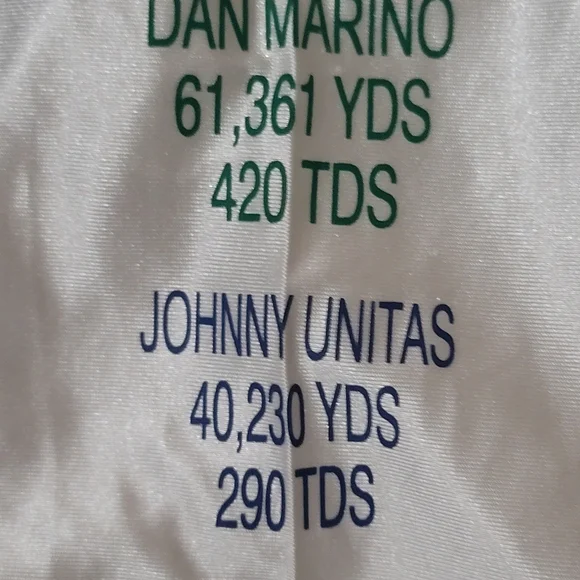 DAN MARINO
61,361 YDS
420 TDS
JOHNNY UNITAS
40,230 YDS
290 TDS